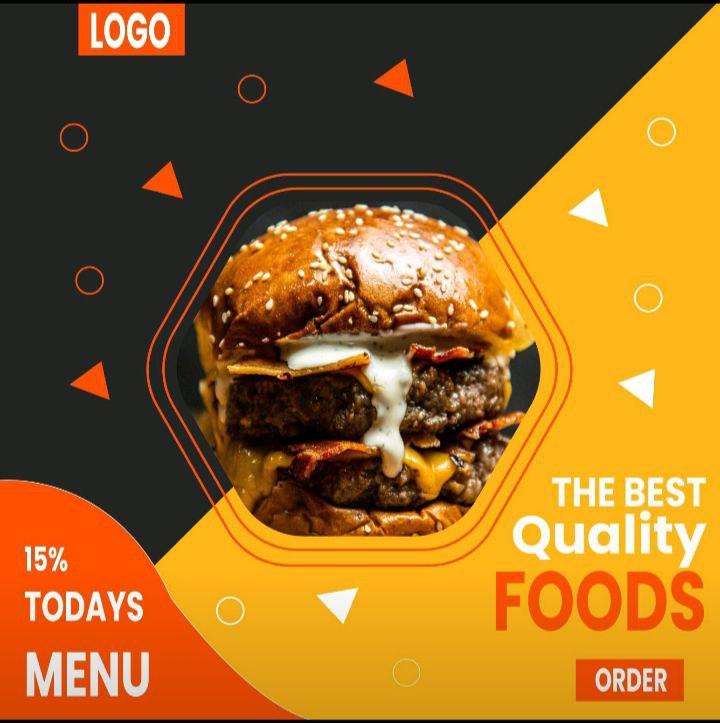 LOGO
THE BEST
Quality
FOODS
ORDER
15%
TODAYS
MENU